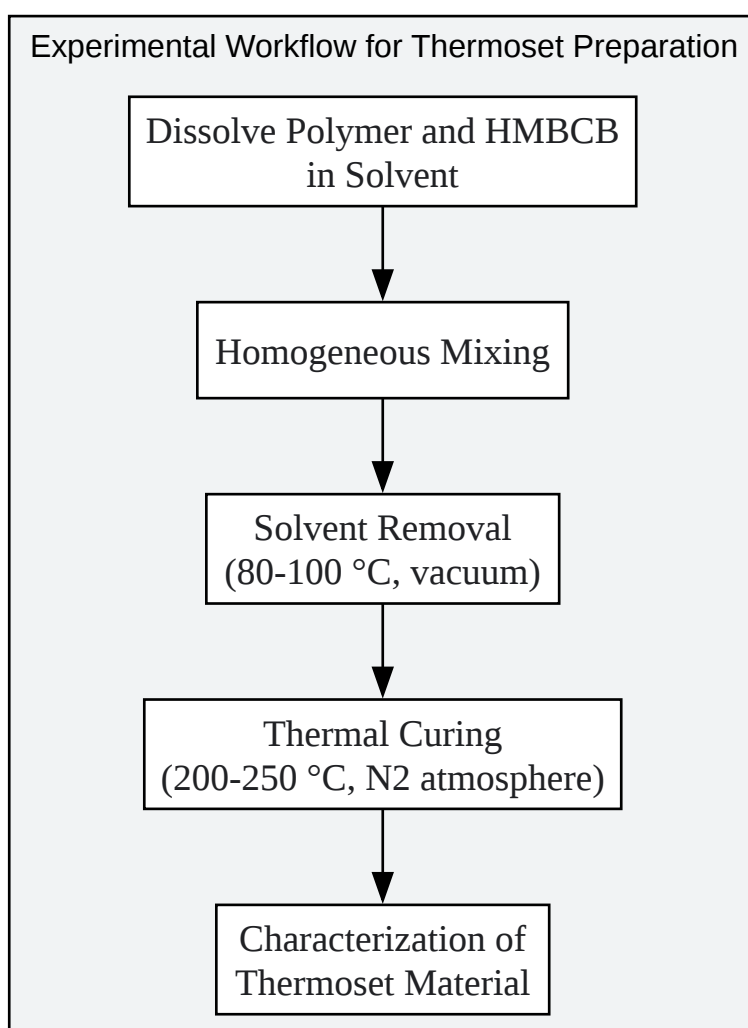 Experimental Workflow for Thermoset Preparation
Dissolve Polymer and HMBCB
in Solvent
Homogeneous Mixing
Solvent Removal
(80-100 °C, vacuum)
Thermal Curing
(200-250 °C, N2 atmosphere)
Characterization of
Thermoset Material